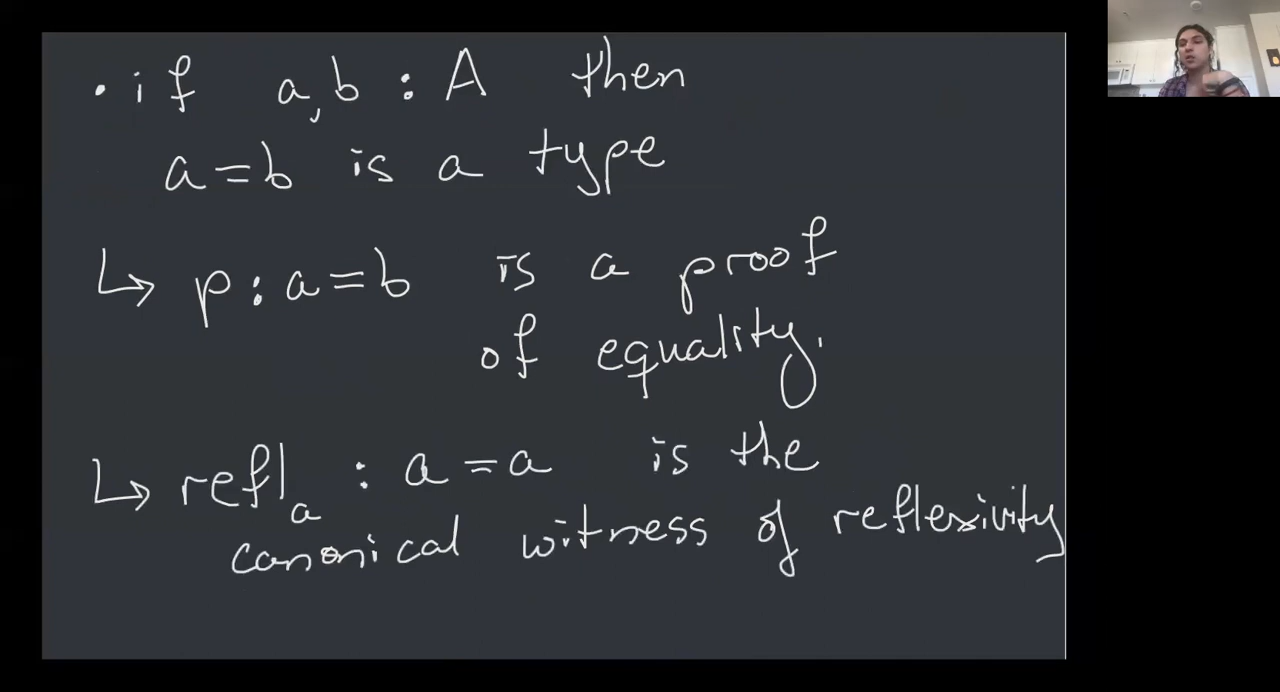 • if a, b : A then
a = b is a type
↳ p : a = b is a proof
of equality.
↳ refl_a : a = a is the
canonical witness of reflexivity